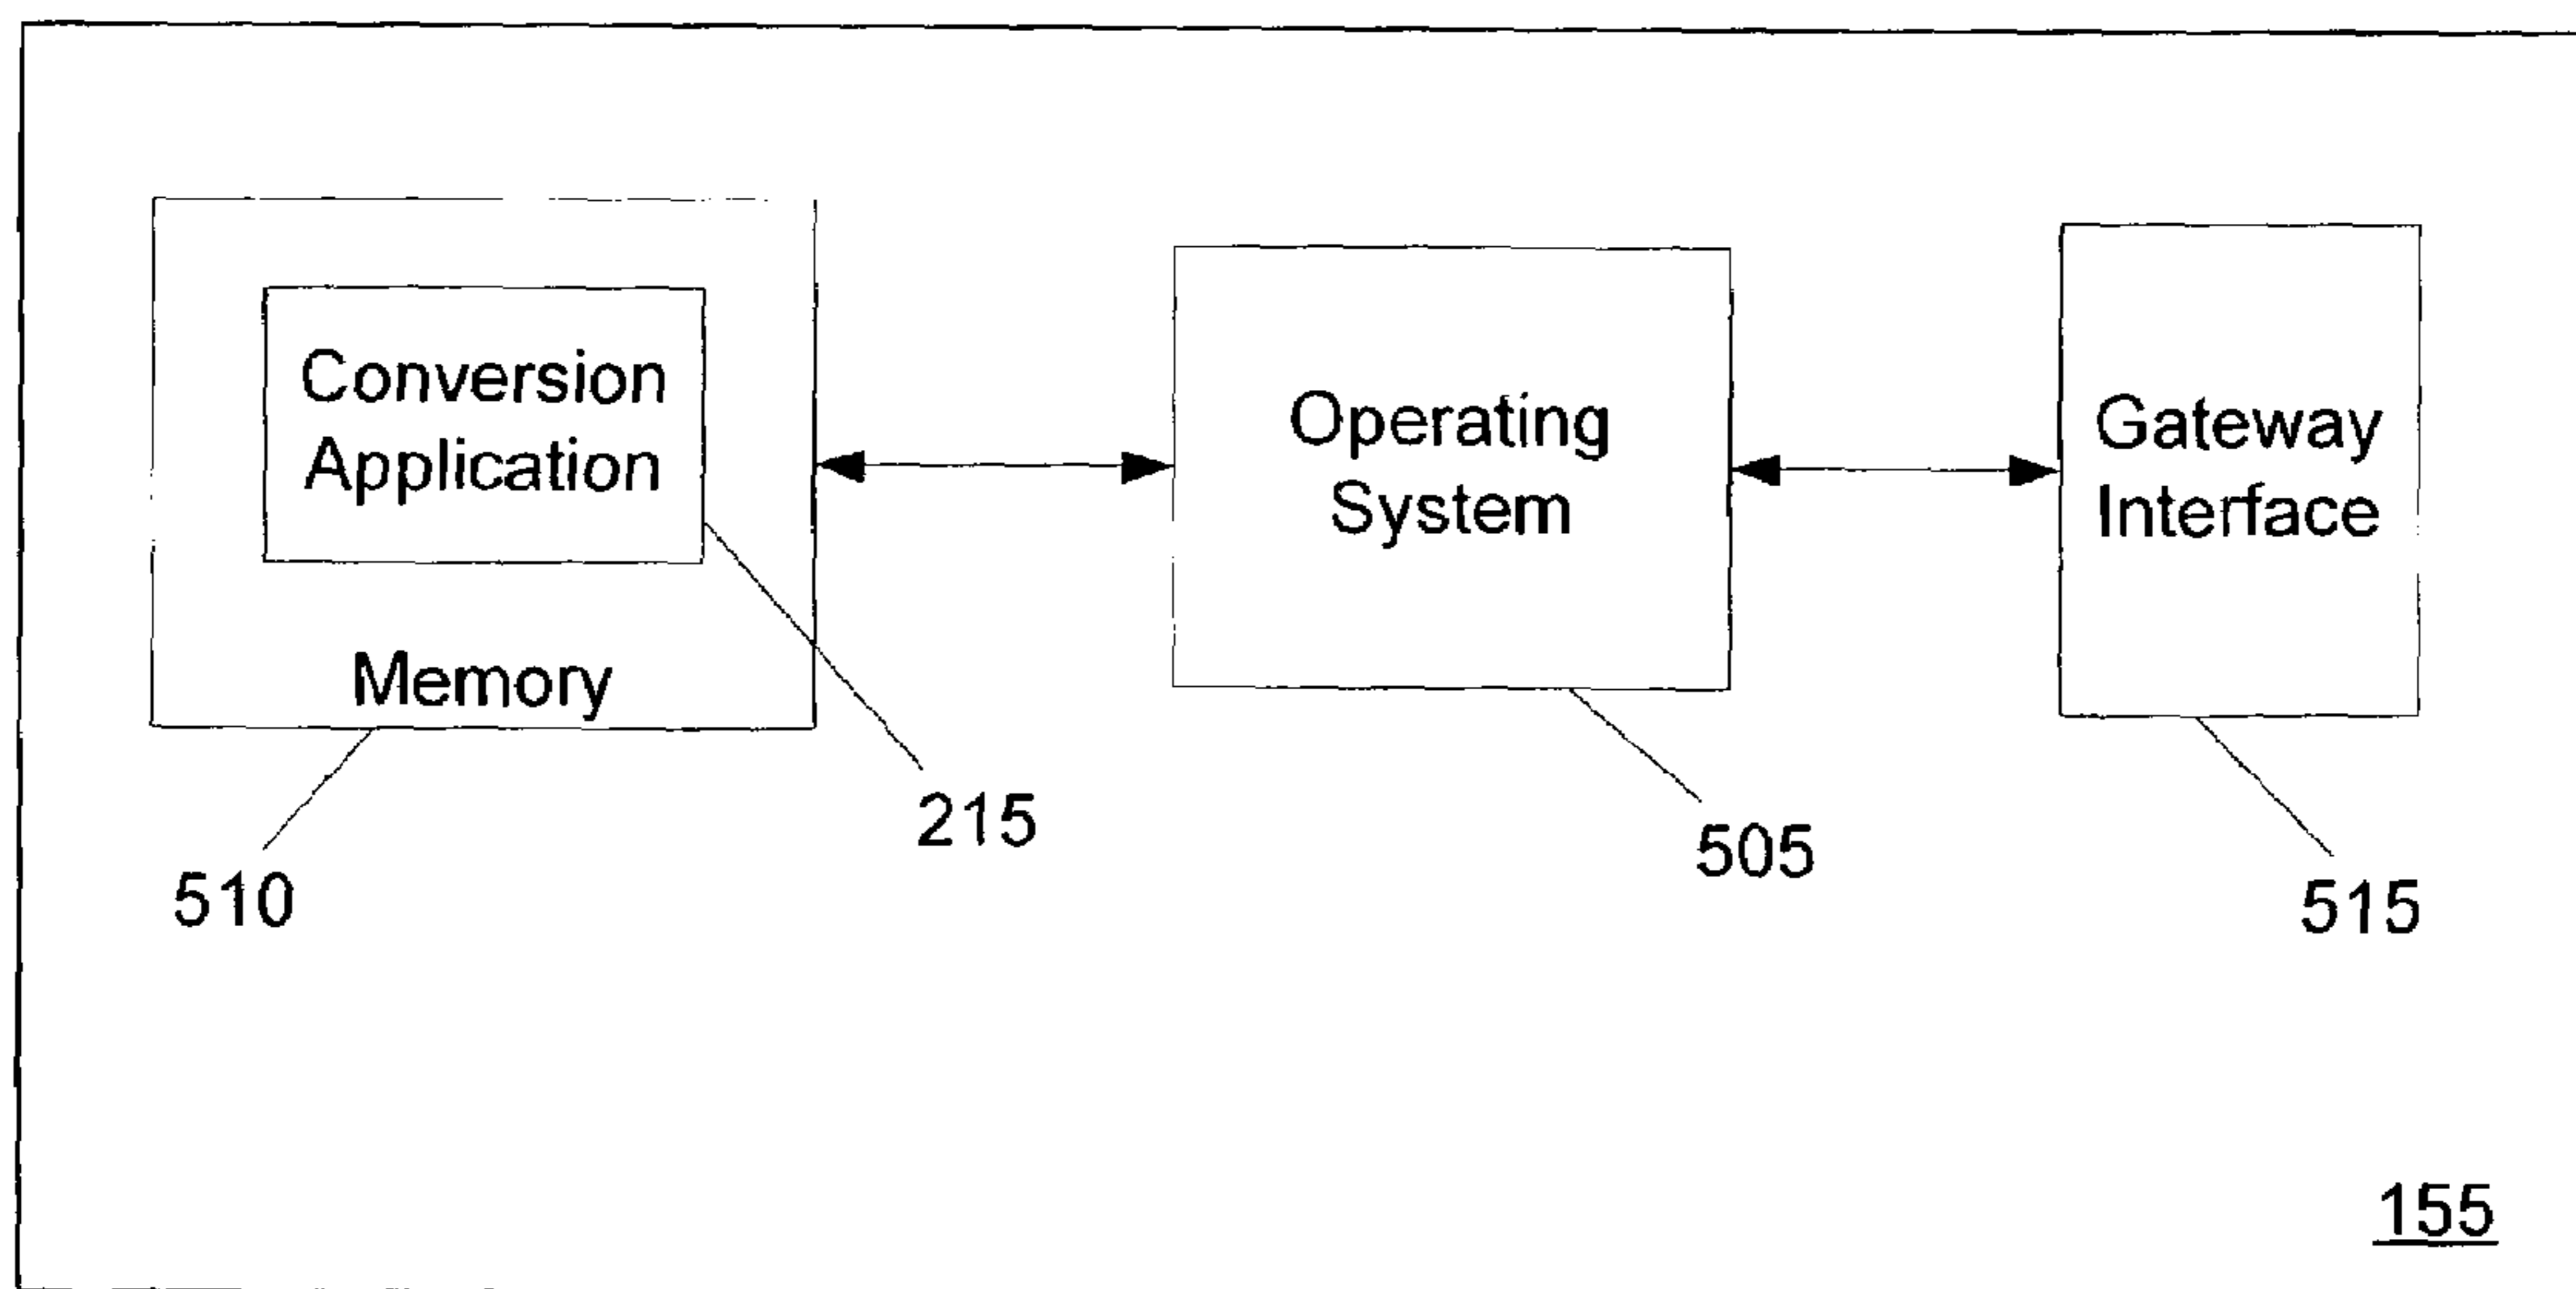 Conversion
Application
Memory
Operating
System
Gateway
Interface
510
215
505
515
155